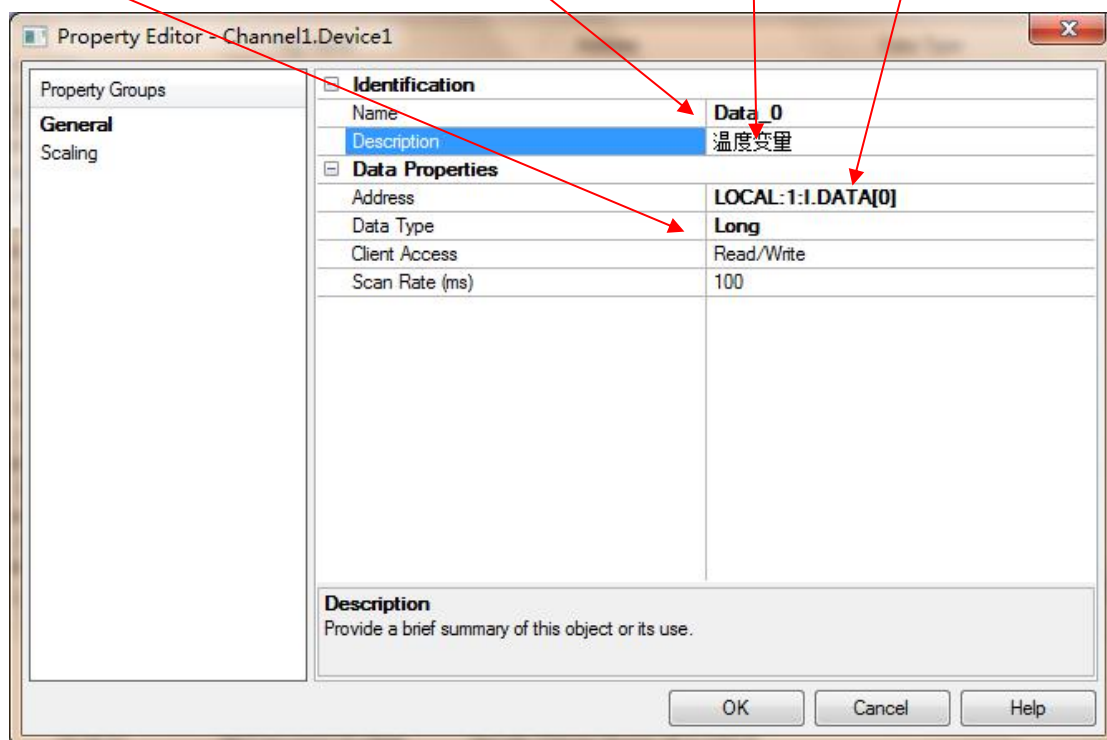 Property Editor - Channel1.Device1
Property Groups
General
Scaling
Identification
Name Data_0
Description 温度变量
Data Properties
Address LOCAL:1:I.DATA[0]
Data Type Long
Client Access Read/Write
Scan Rate (ms) 100
Description
Provide a brief summary of this object or its use.
OK Cancel Help